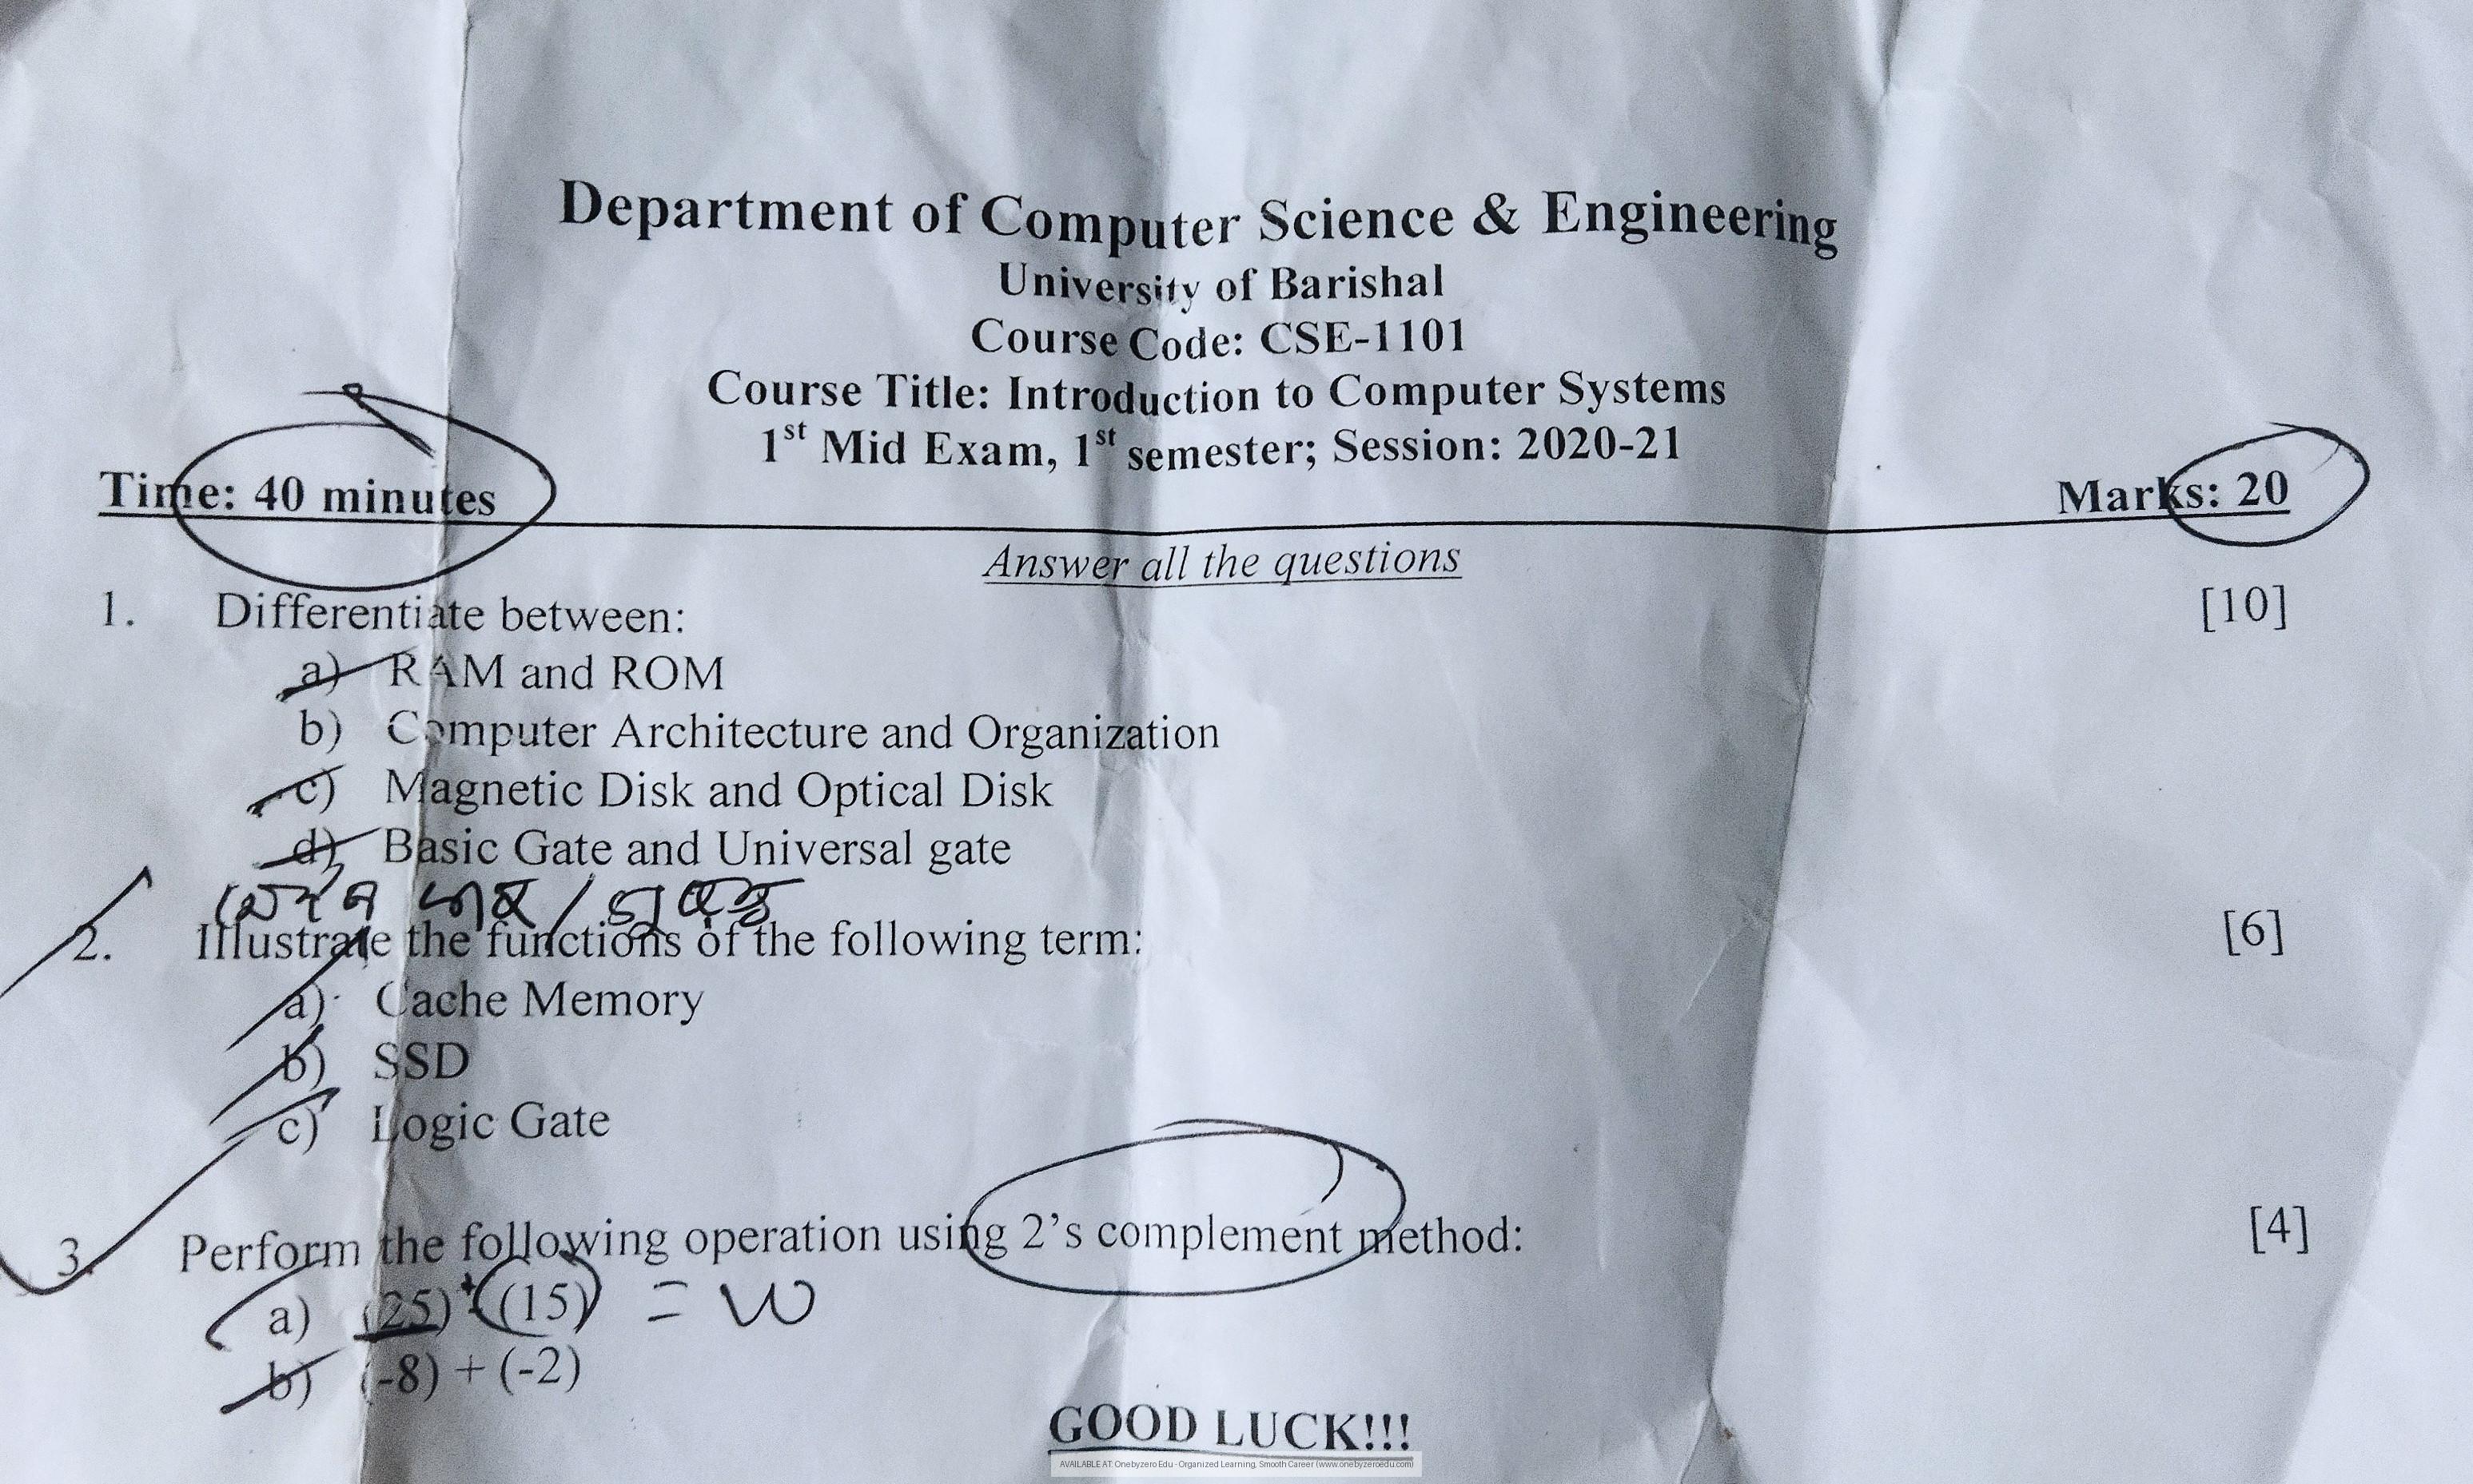 Department of Computer Science & Engineering
University of Barishal
Course Code: CSE-1101
Course Title: Introduction to Computer Systems
1st Mid Exam, 1st semester; Session: 2020-21
Time: 40 minutes Marks: 20
Answer all the questions
1. Differentiate between: [10]
a) RAM and ROM
b) Computer Architecture and Organization
c) Magnetic Disk and Optical Disk
d) Basic Gate and Universal gate
2. Illustrate the functions of the following term: [6]
a) Cache Memory
b) SSD
c) Logic Gate
3. Perform the following operation using 2's complement method: [4]
a) (25) (15) =
b) (-8) + (-2)
GOOD LUCK!!!
AVAILABLE AT: Onebyzero Edu - Organized Learning, Smooth Career (www.onebyzeroedu.com)